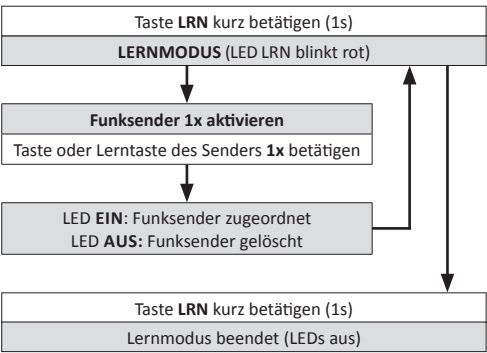 Taste LRN kurz betätigen (1s)
LERNMODUS (LED LRN blinkt rot)
Funksender 1x aktivieren
Taste oder Lerntaste des Senders 1x betätigen
LED EIN: Funksender zugeordnet
LED AUS: Funksender gelöscht
Taste LRN kurz betätigen (1s)
Lernmodus beendet (LEDs aus)